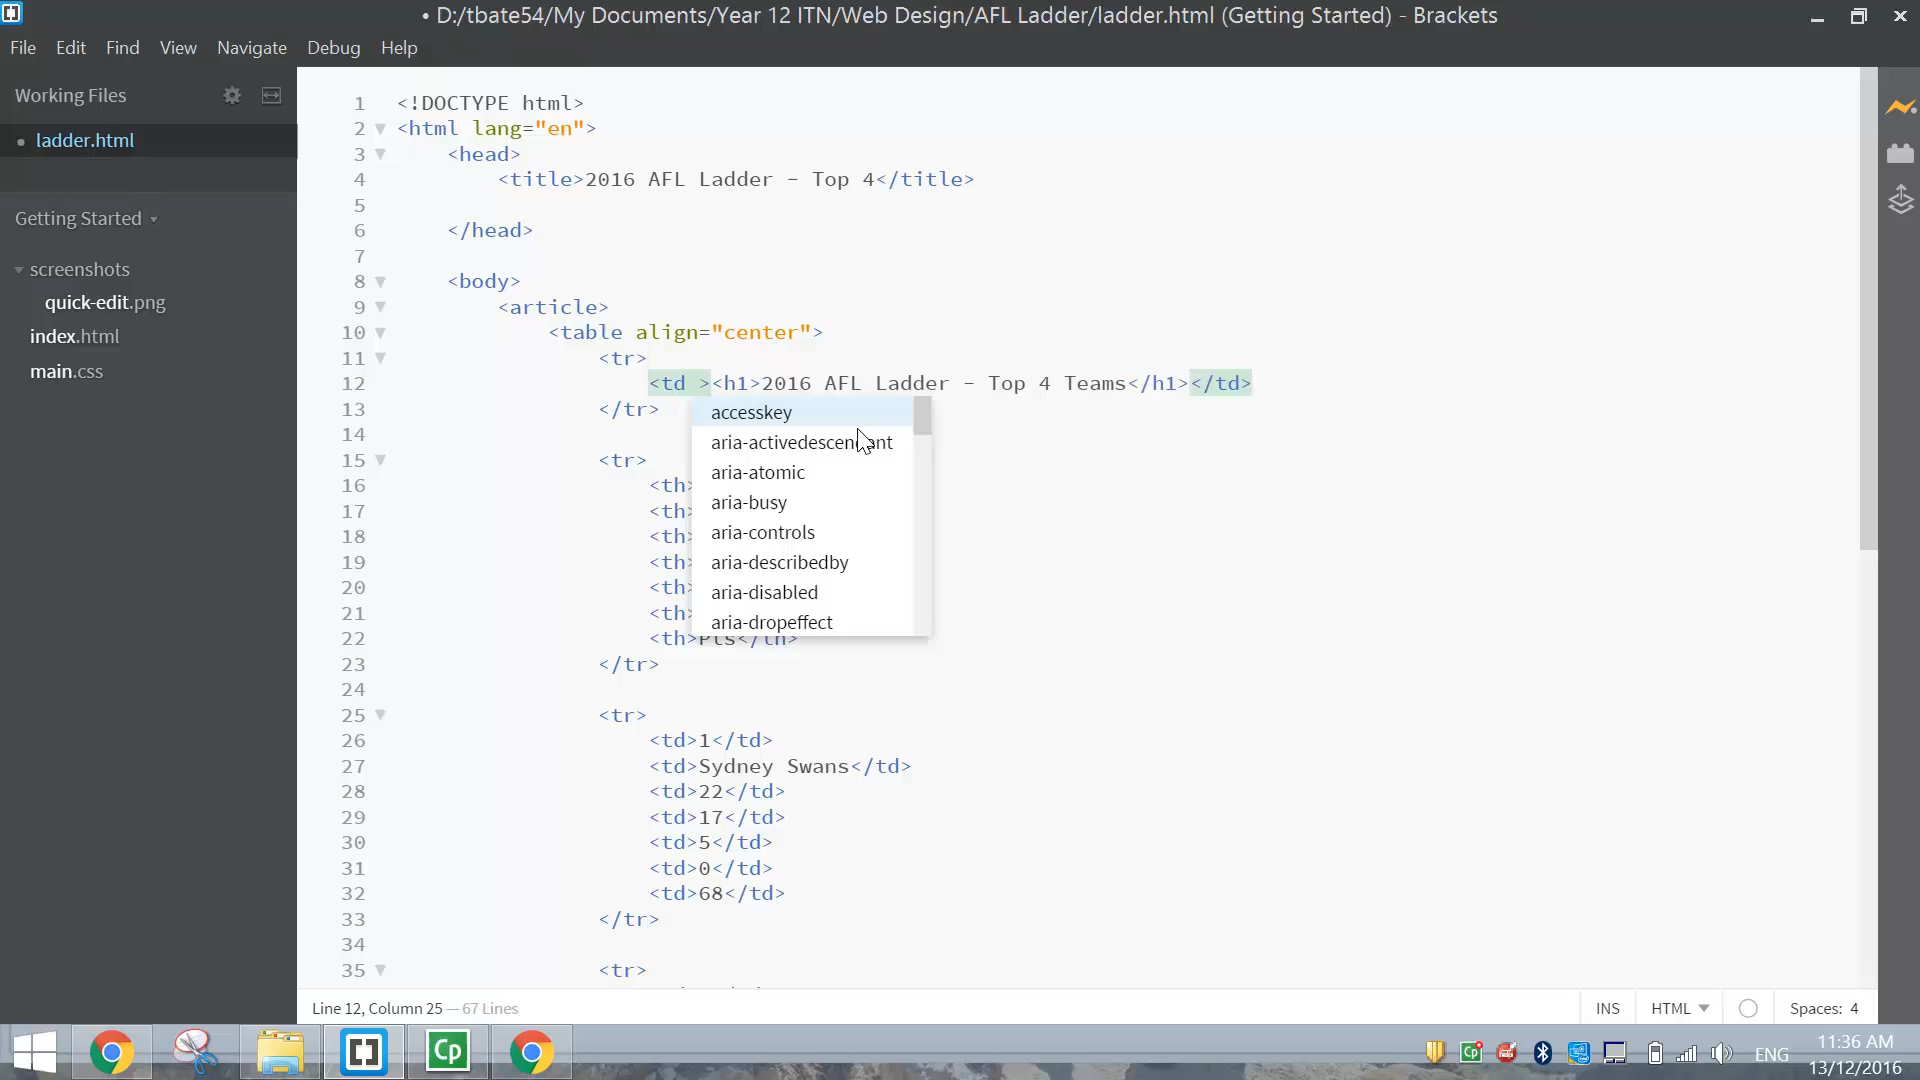 • D:/tbate54/My Documents/Year 12 ITN/Web Design/AFL Ladder/ladder.html (Getting Started) - Brackets
File Edit Find View Navigate Debug Help
Working Files
ladder.html
Getting Started
screenshots
quick-edit.png
index.html
main.css
1 <!DOCTYPE html>
2 <html lang="en">
3 <head>
4 <title>2016 AFL Ladder - Top 4</title>
5
6 </head>
7
8 <body>
9 <article>
10 <table align="center">
11 <tr>
12 <td ><h1>2016 AFL Ladder - Top 4 Teams</h1></td>
13 </tr>
14
15 <tr>
16 <th>
17 <th>
18 <th>
19 <th>
20 <th>
21 <th>
22 <th>Pts</th>
23 </tr>
24
25 <tr>
26 <td>1</td>
27 <td>Sydney Swans</td>
28 <td>22</td>
29 <td>17</td>
30 <td>5</td>
31 <td>0</td>
32 <td>68</td>
33 </tr>
34
35 <tr>
accesskey
aria-activedescendant
aria-atomic
aria-busy
aria-controls
aria-describedby
aria-disabled
aria-dropeffect
Line 12, Column 25 — 67 Lines
INS HTML Spaces: 4
Cp
Cp
ENG
11:36 AM
13/12/2016